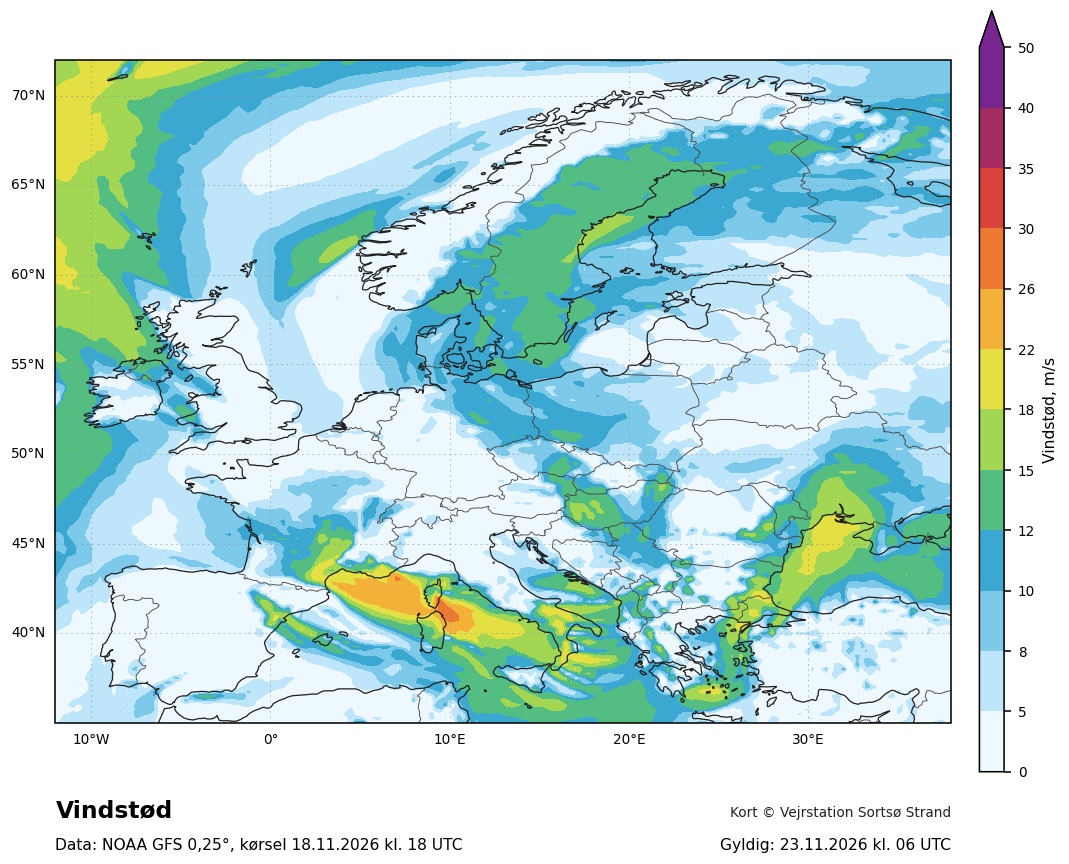 50
40
35
30
26
22
18
15
12
10
8
5
0
Vindstød, m/s
70°N
65°N
60°N
55°N
50°N
45°N
40°N
10°W
0°
10°E
20°E
30°E
Vindstød
Kort © Vejrstation Sortsø Strand
Data: NOAA GFS 0,25°, kørsel 18.11.2026 kl. 18 UTC
Gyldig: 23.11.2026 kl. 06 UTC